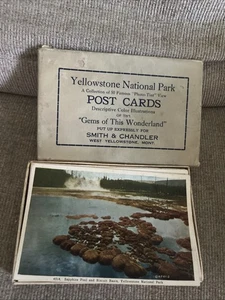 Yellowstone National Park
A Collection of 50 Famous "Photo-Tint" View
POST CARDS
Descriptive Color Illustrations
OF THE
"Gems of This Wonderland"
PUT UP EXPRESSLY FOR
SMITH & CHANDLER
WEST YELLOWSTONE, MONT.
Sapphire Pool and Biscuit Basin, Yellowstone National Park